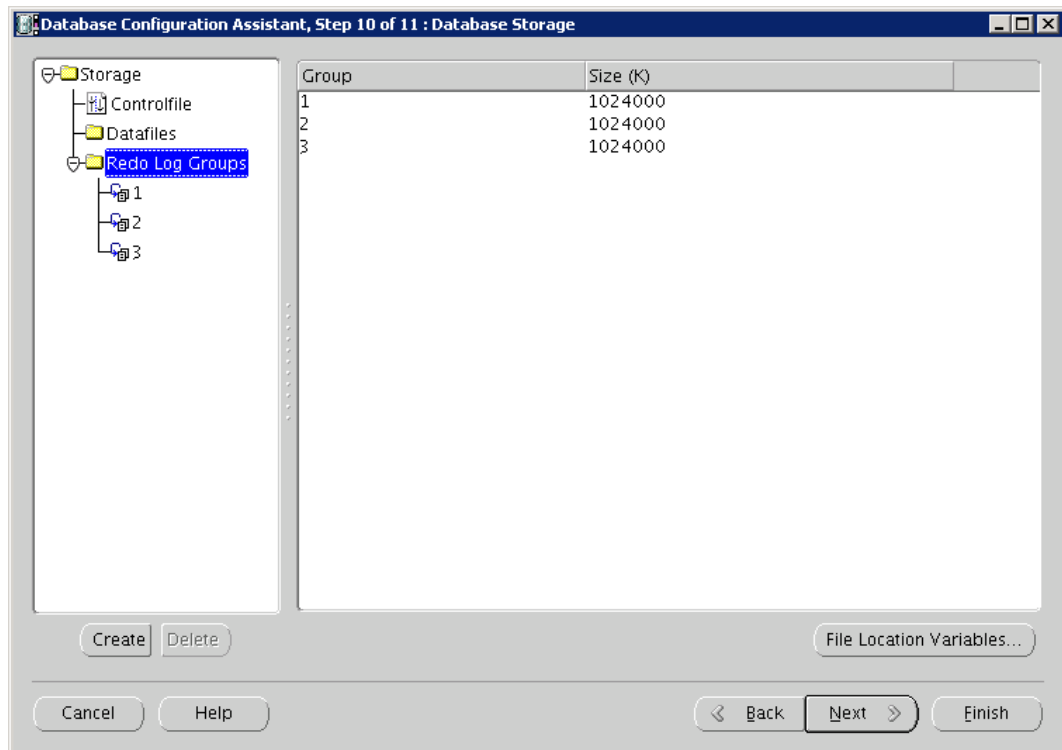 Database Configuration Assistant, Step 10 of 11 : Database Storage
Storage
Controlfile
Datafiles
Redo Log Groups
1
2
3
Group Size (K)
1 1024000
2 1024000
3 1024000
Create Delete File Location Variables...
Cancel Help Back Next Finish